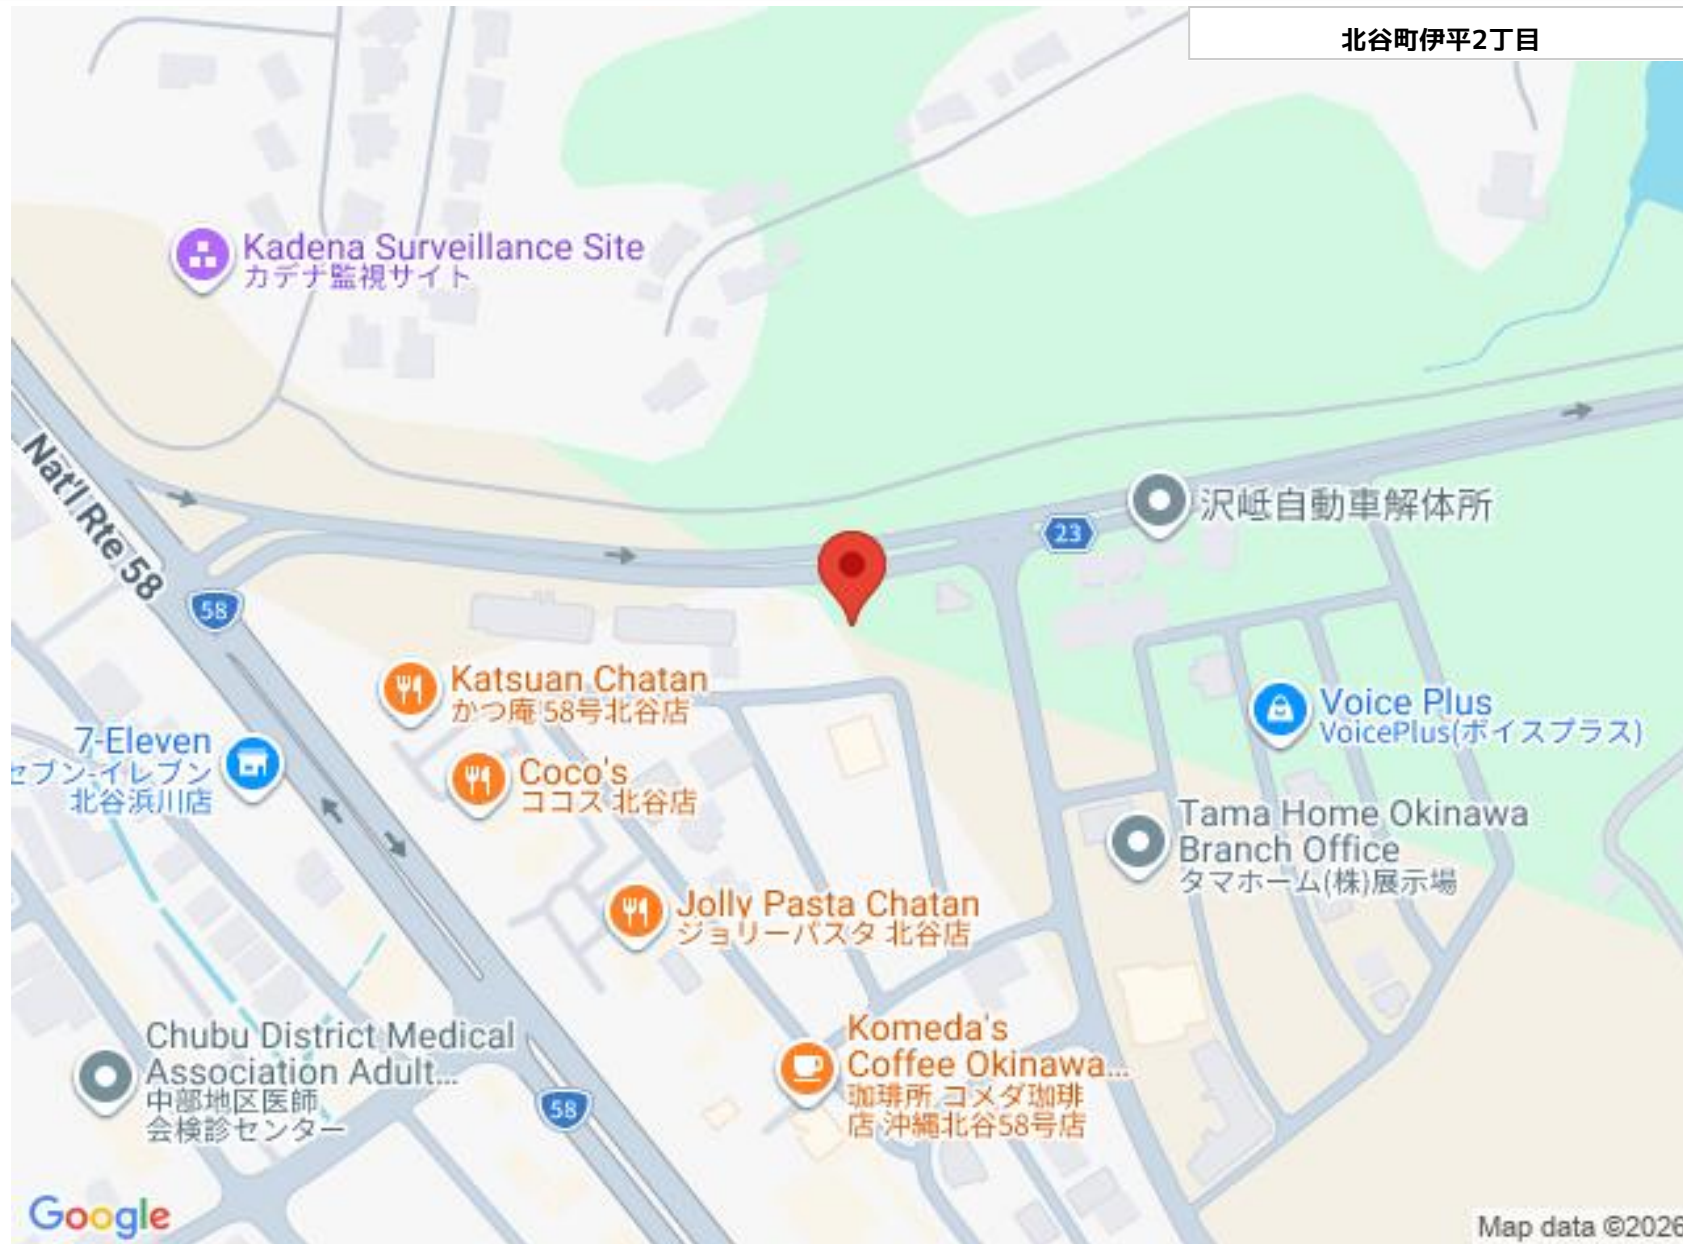 北谷町伊平2丁目
Kadena Surveillance Site
カデナ監視サイト
Nat'l Rte 58
沢岻自動車解体所
23
58
Katsuan Chatan
かつ庵 58号北谷店
Voice Plus
VoicePlus(ボイスプラス)
7-Eleven
セブン-イレブン
北谷浜川店
Coco's
ココス 北谷店
Tama Home Okinawa
Branch Office
タマホーム(株)展示場
Jolly Pasta Chatan
ジョリーパスタ 北谷店
Chubu District Medical
Association Adult...
中部地区医師
会検診センター
Komeda's
Coffee Okinawa...
珈琲所 コメダ珈琲
店 沖縄北谷58号店
58
Google
Map data ©2026